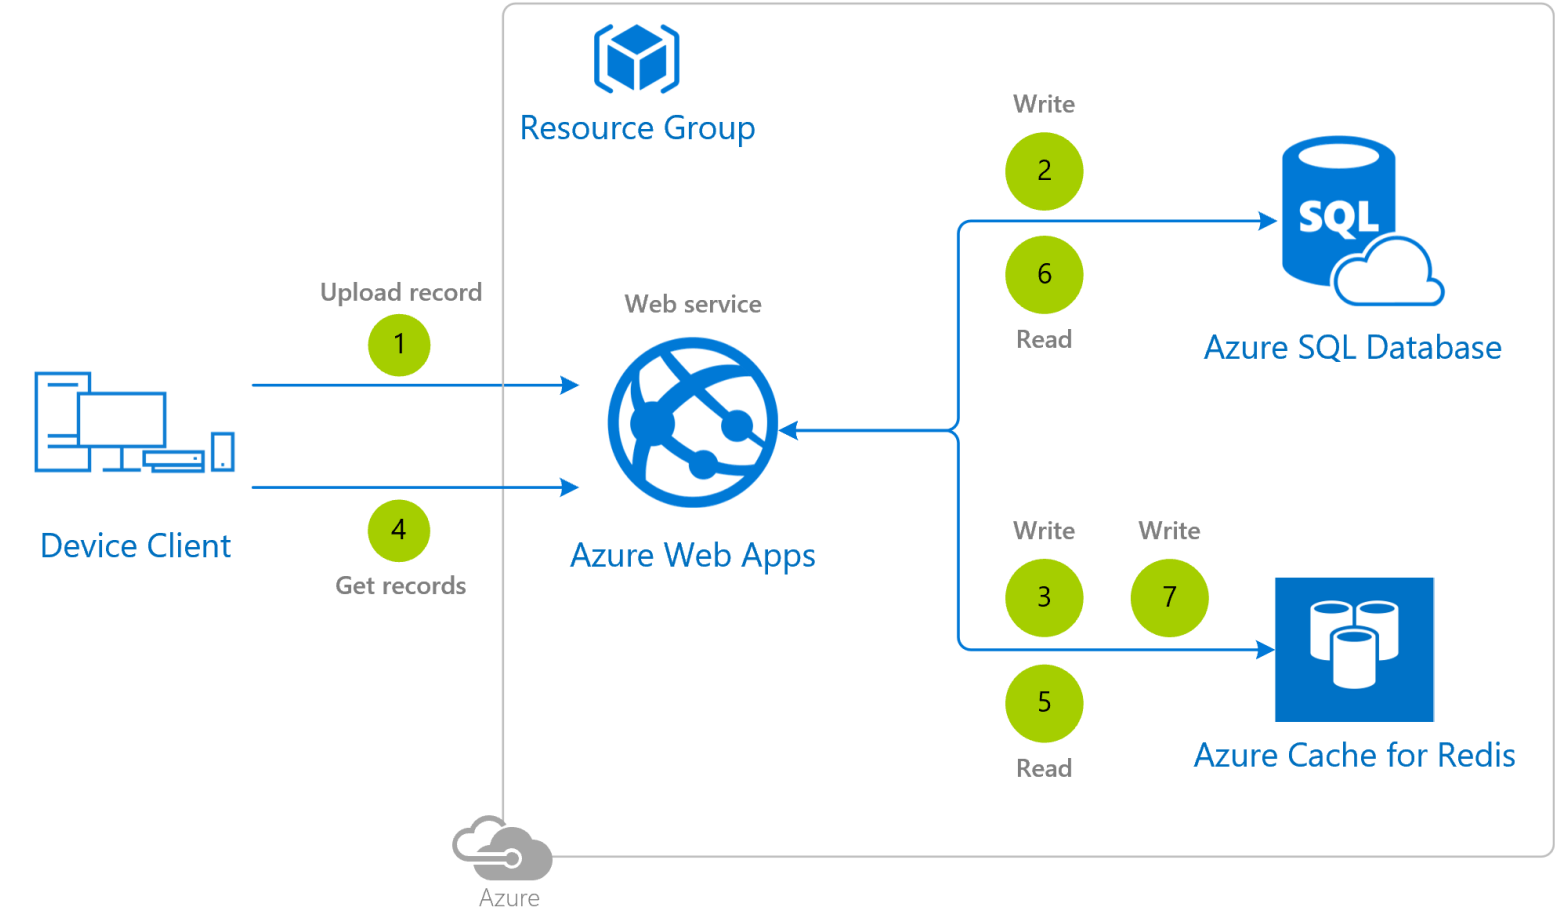 Resource Group
Write
2
6
Read
SQL
Azure SQL Database
Upload record
1
Web service
Device Client
4
Get records
Azure Web Apps
Write
Write
3
7
5
Read
Azure Cache for Redis
Azure